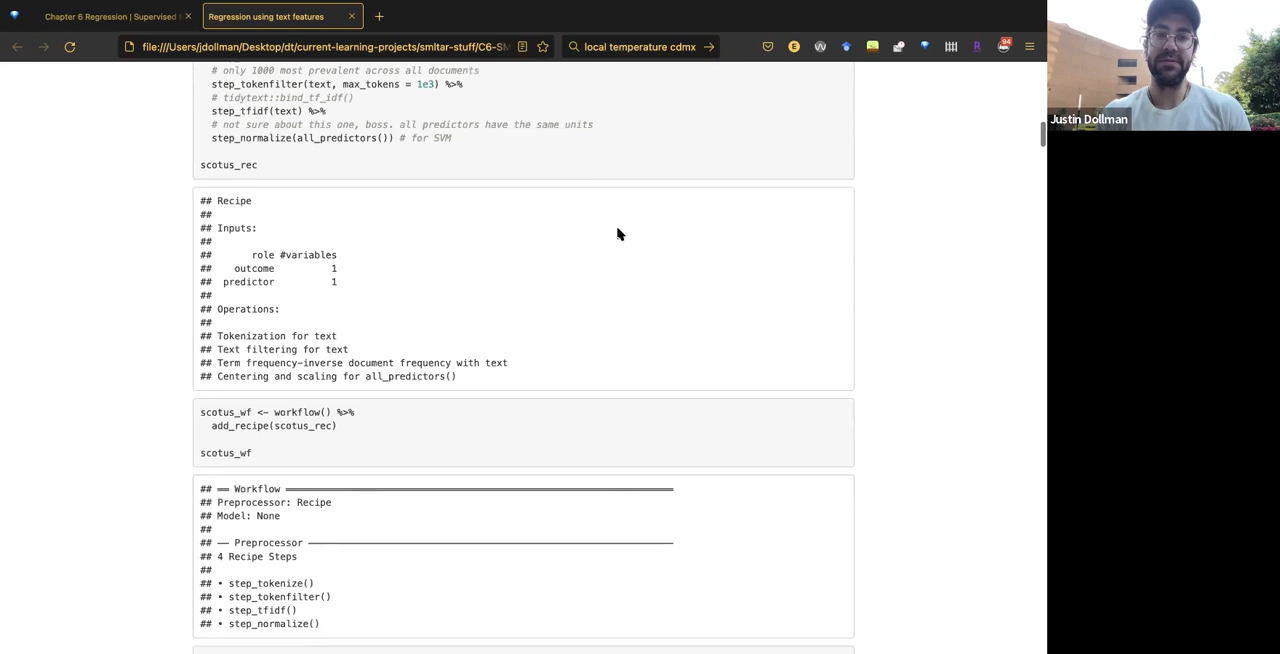 Chapter 6 Regression | Supervised
Regression using text features
file:///Users/jdollman/Desktop/dt/current-learning-projects/smltar-stuff/C6-SM
local temperature cdmx
94
# only 1000 most prevalent across all documents
step_tokenfilter(text, max_tokens = 1e3) %>%
# tidytext::bind_tf_idf()
step_tfidf(text) %>%
# not sure about this one, boss. all predictors have the same units
step_normalize(all_predictors()) # for SVM
scotus_rec
## Recipe
##
## Inputs:
##
## role #variables
## outcome 1
## predictor 1
##
## Operations:
##
## Tokenization for text
## Text filtering for text
## Term frequency-inverse document frequency with text
## Centering and scaling for all_predictors()
scotus_wf <- workflow() %>%
add_recipe(scotus_rec)
scotus_wf
## ══ Workflow ══════════════════════════════
## Preprocessor: Recipe
## Model: None
##
## ── Preprocessor ──────────────────────────────
## 4 Recipe Steps
##
## • step_tokenize()
## • step_tokenfilter()
## • step_tfidf()
## • step_normalize()
Justin Dollman